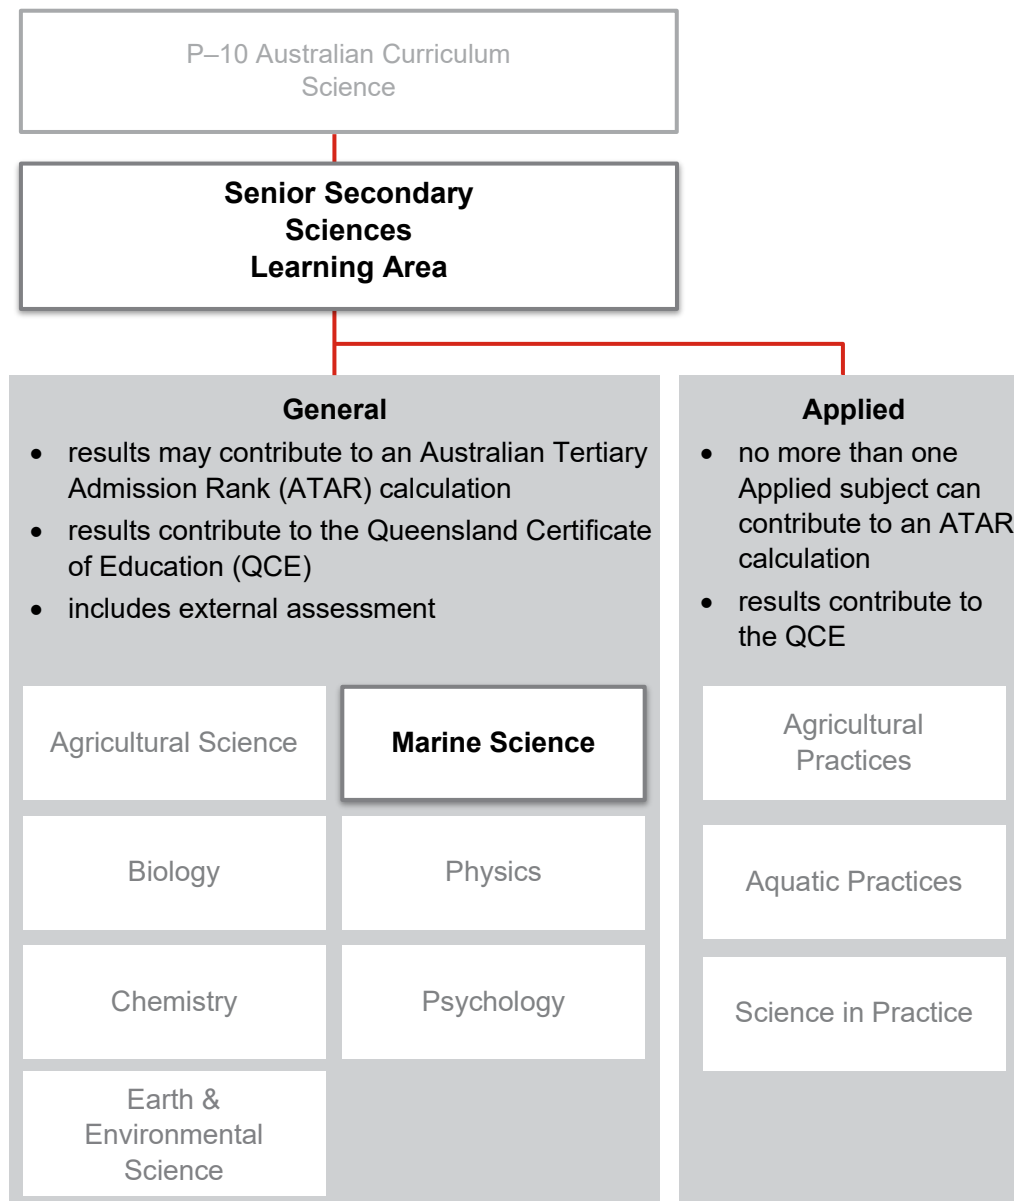 P–10 Australian Curriculum
Science
Senior Secondary
Sciences
Learning Area
General
• results may contribute to an Australian Tertiary
Admission Rank (ATAR) calculation
• results contribute to the Queensland Certificate
of Education (QCE)
• includes external assessment
Agricultural Science
Marine Science
Biology
Physics
Chemistry
Psychology
Earth &
Environmental
Science
Applied
• no more than one
Applied subject can
contribute to an ATAR
calculation
• results contribute to
the QCE
Agricultural
Practices
Aquatic Practices
Science in Practice